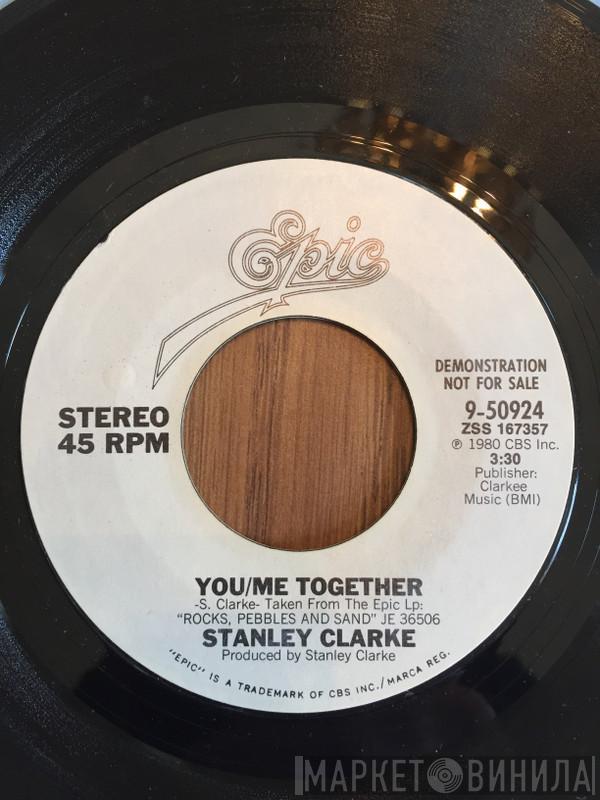 Epic
DEMONSTRATION
NOT FOR SALE
STEREO
45 RPM
9-50924
ZSS 167357
℗ 1980 CBS Inc.
3:30
Publisher:
Clarkee
Music (BMI)
YOU/ME TOGETHER
-S. Clarke- Taken From The Epic Lp:
"ROCKS, PEBBLES AND SAND" JE 36506
STANLEY CLARKE
Produced by Stanley Clarke
"EPIC" IS A TRADEMARK OF CBS INC./MARCA REG.
МАРКЕТ ВИНИЛА